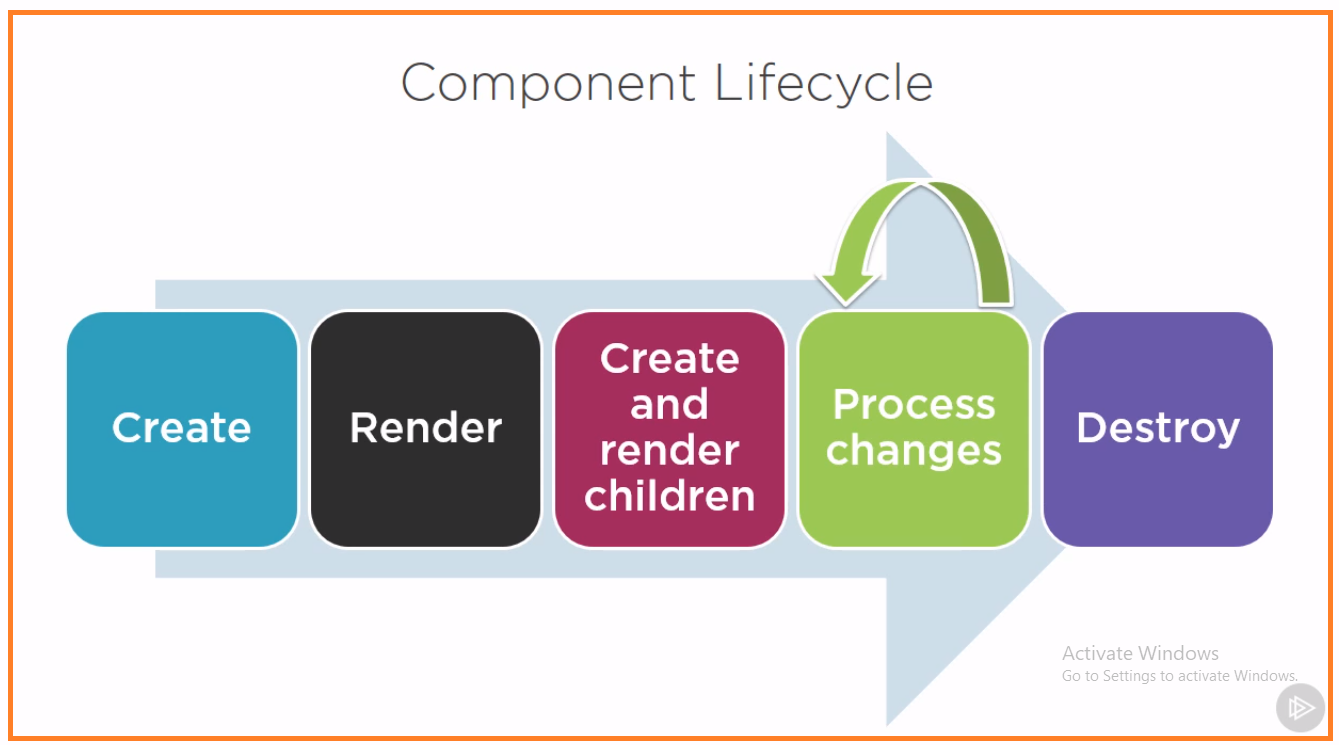 Component Lifecycle
Create
Render
Create
and
render
children
Process
changes
Destroy
Activate Windows
Go to Settings to activate Windows.